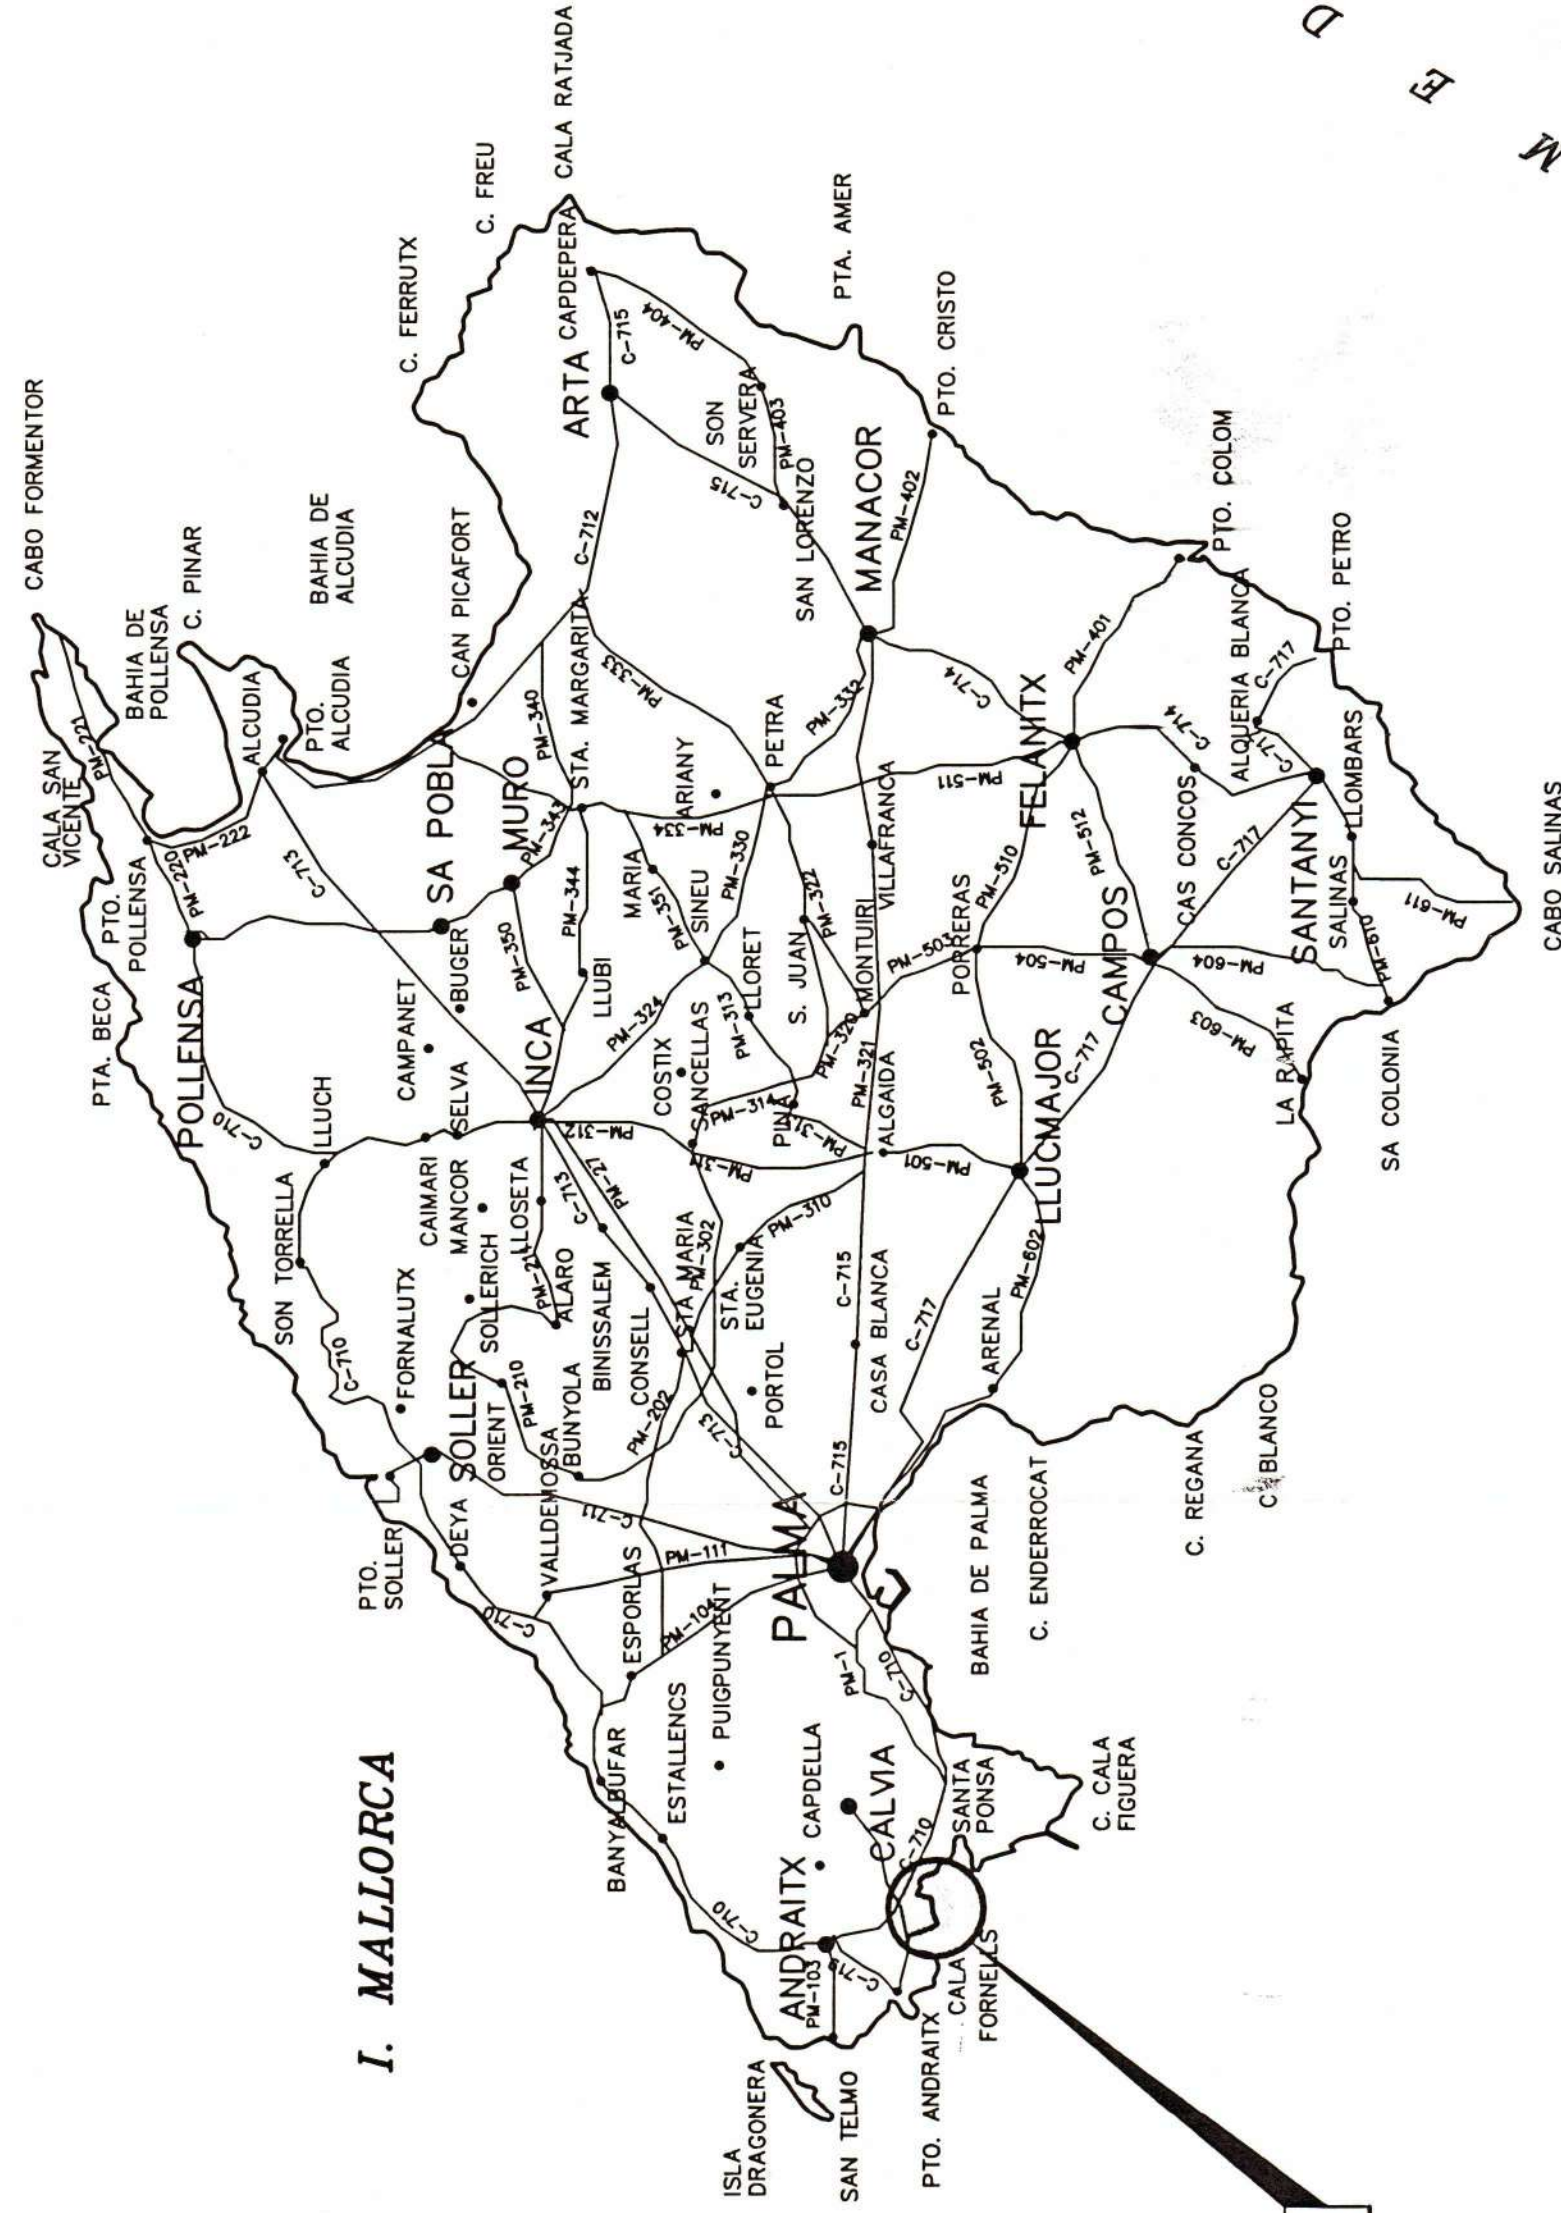 I. MALLORCA
CABO FORMENTOR
CALA SAN
VICENTE
PM-221
BAHIA DE
POLLENSA
C. PINAR
PTO.
POLLENSA
PM-220
PM-222
ALCUDIA
PTO.
ALCUDIA
BAHIA DE
ALCUDIA
PTA. BECA
POLLENSA
C-713
CAN PICAFORT
C. FERRUTX
C. FREU
CALA RATJADA
C-710
LLUCH
SON TORRELLA
CAMPANET
BUGER
SA POBLA
MURO
PM-343
PM-340
STA. MARGARITA
C-712
ARTA
CAPDEPERA
C-715
PM-404
SON
SERVERA
PM-403
C-715
SAN LORENZO
PTA. AMER
PTO. CRISTO
MANACOR
PM-402
PM-333
PM-332
PETRA
ARIANY
PM-334
MARIA
PM-351
PM-344
PM-350
LLUBI
SINEU
PM-330
PM-322
VILLAFRANCA
PM-511
C-714
FELANITX
PM-401
PTO. COLOM
PTO. PETRO
ALQUERIA BLANCA
C-717
C-714
C-71
CAS CONCOS
PM-512
PM-510
SANTANYI
LLOMBARS
SALINAS
PM-611
PM-610
CABO SALINAS
C-717
CAMPOS
PM-604
PM-504
PORRERAS
PM-503
MONTUIRI
S. JUAN
LLORET
PM-313
PM-324
COSTIX
SANCELLAS
PM-314
PINA
PM-320
PM-321
PM-31
ALGAIDA
PM-502
PM-501
LLUCMAJOR
C-717
PM-603
LA RAPITA
SA COLONIA
INCA
SELVA
CAIMARI
MANCOR
PM-312
PM-311
LLOSETA
C-713
PM-27
SOLLERICH
PM-211
ALARO
BINISSALEM
CONSELL
STA MARIA
PM-302
STA.
EUGENIA
PM-310
PORTOL
C-715
CASA BLANCA
C-717
PM-602
ARENAL
C-710
FORNALUTX
SOLLER
ORIENT
PM-210
BUNYOLA
PM-202
C-713
C-715
PTO.
SOLLER
DEYA
VALLDEMOSSA
C-711
PM-111
C-710
ESPORLAS
PM-104
PALMA
PUIGPUNYENT
ESTALLENCS
BANYALBUFAR
C-710
PM-1
C-710
BAHIA DE PALMA
C. ENDERROCAT
C. REGANA
C. BLANCO
CAPDELLA
CALVIA
C-710
SANTA
PONSA
C. CALA
FIGUERA
ANDRAITX
PM-103
C-719
CALA
FORNELLS
PTO. ANDRAITX
SAN TELMO
ISLA
DRAGONERA
D
E
M